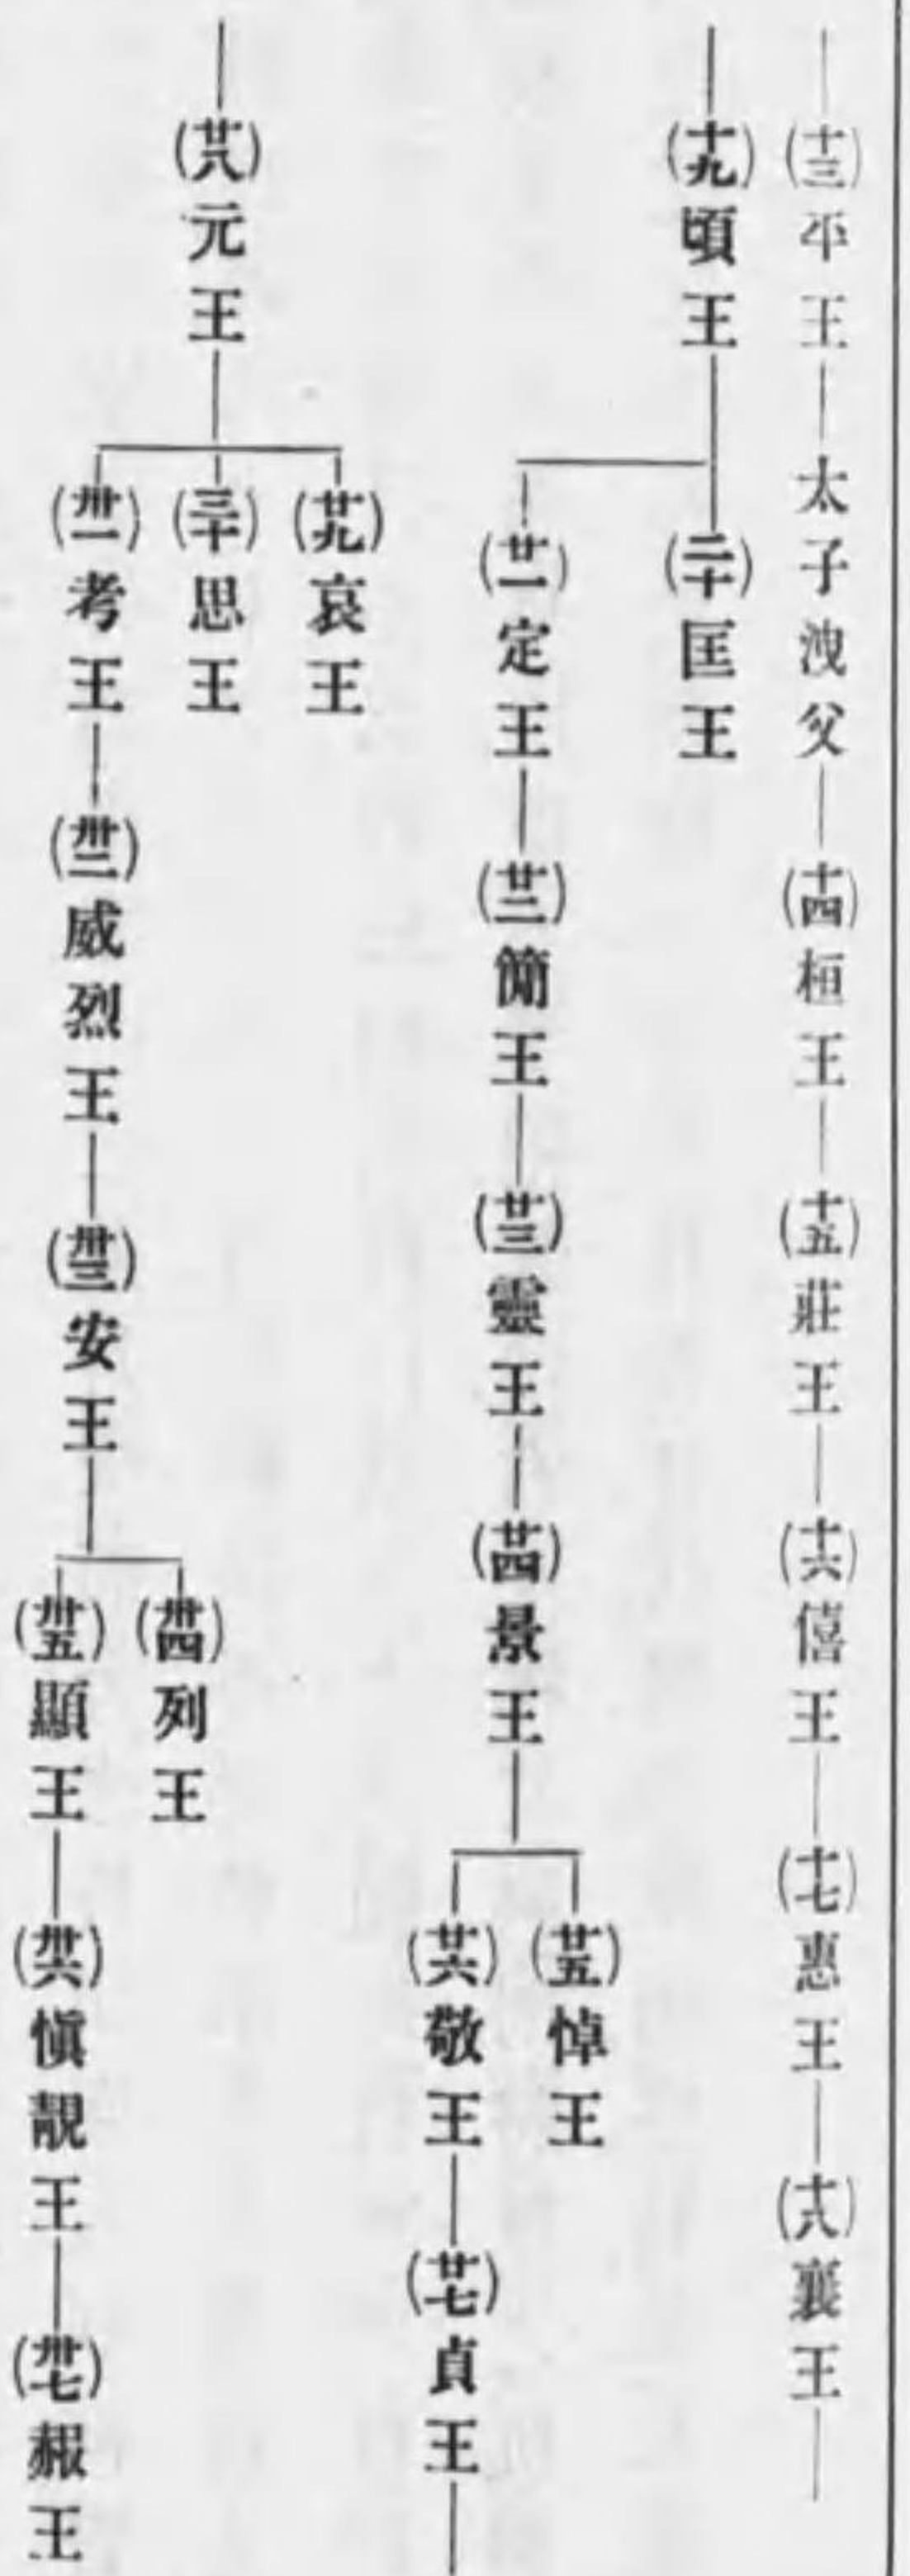 (十三)平王—太子洩父—(十四)桓王—(十五)莊王—(十六)僖王—(十七)惠王—(十八)襄王—
—(十九)頃王
(二十)匡王
(廿一)定王—(廿二)簡王—(廿三)靈王—(廿四)景王
(廿五)悼王
(廿六)敬王—(廿七)貞王—
—(廿八)元王
(廿九)哀王
(三十)思王
(卅一)考王—(卅二)威烈王—(卅三)安王
(卅四)列王
(卅五)顯王—(卅六)愼靚王—(卅七)赧王